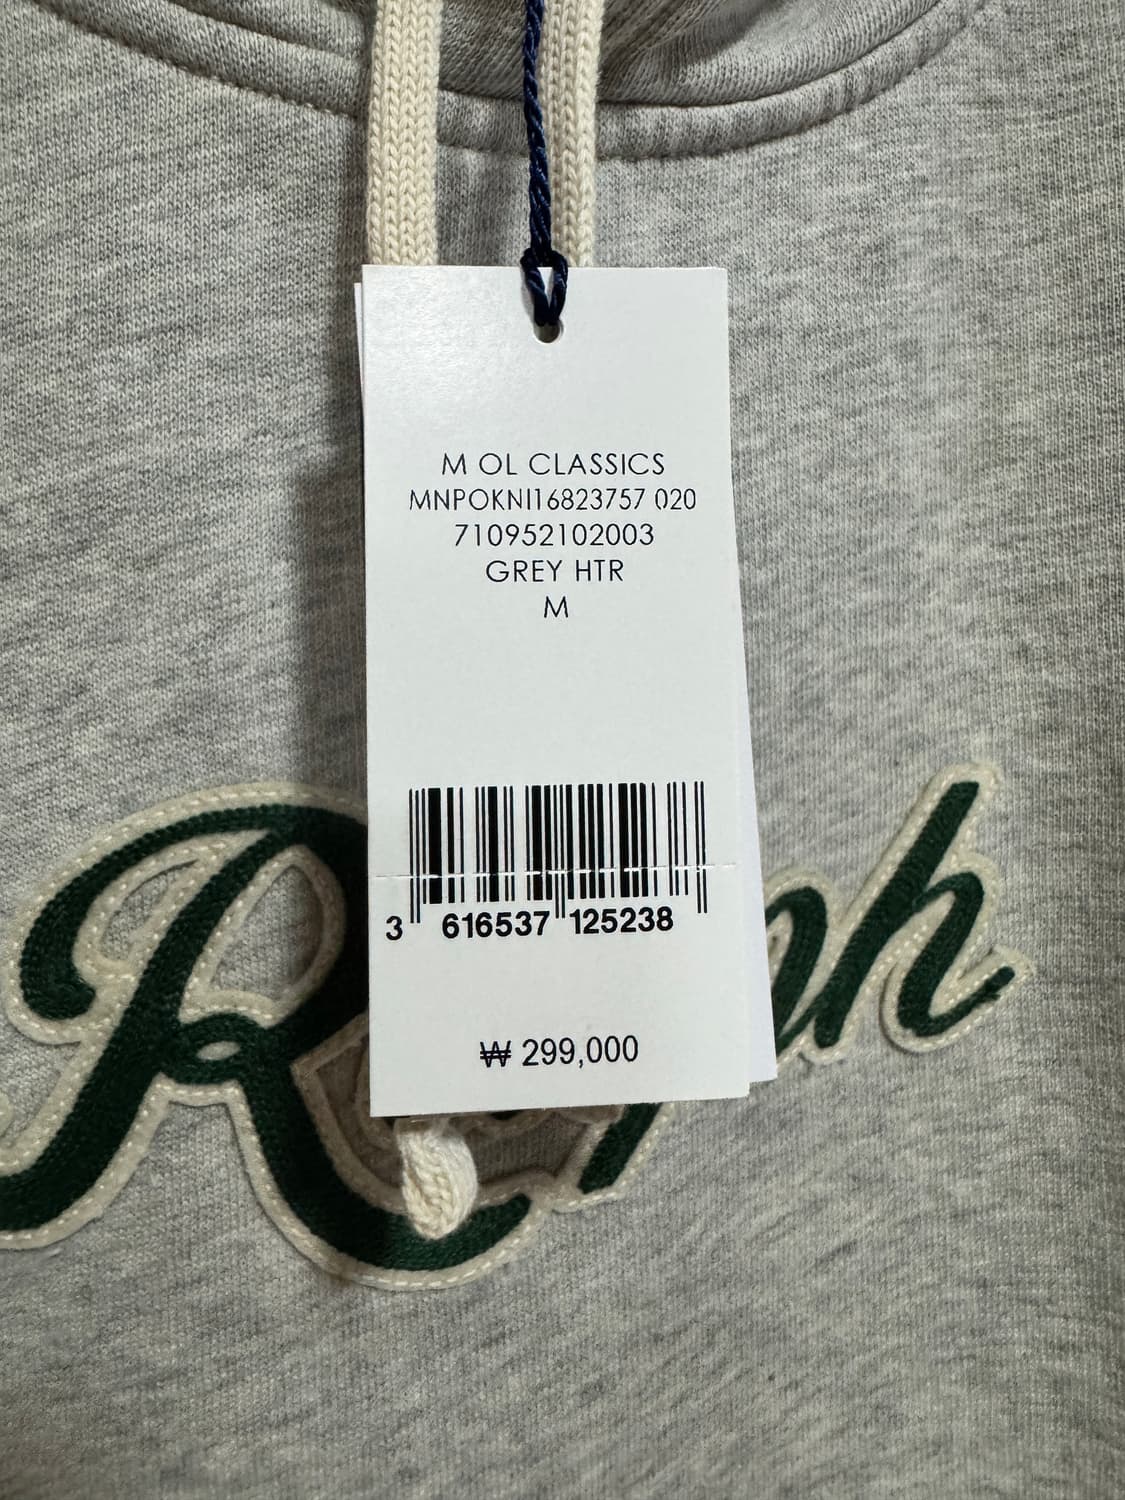 M OL CLASSICS
MNPOKNI16823757 020
710952102003
GREY HTR
M
3 616537 125238
₩ 299,000